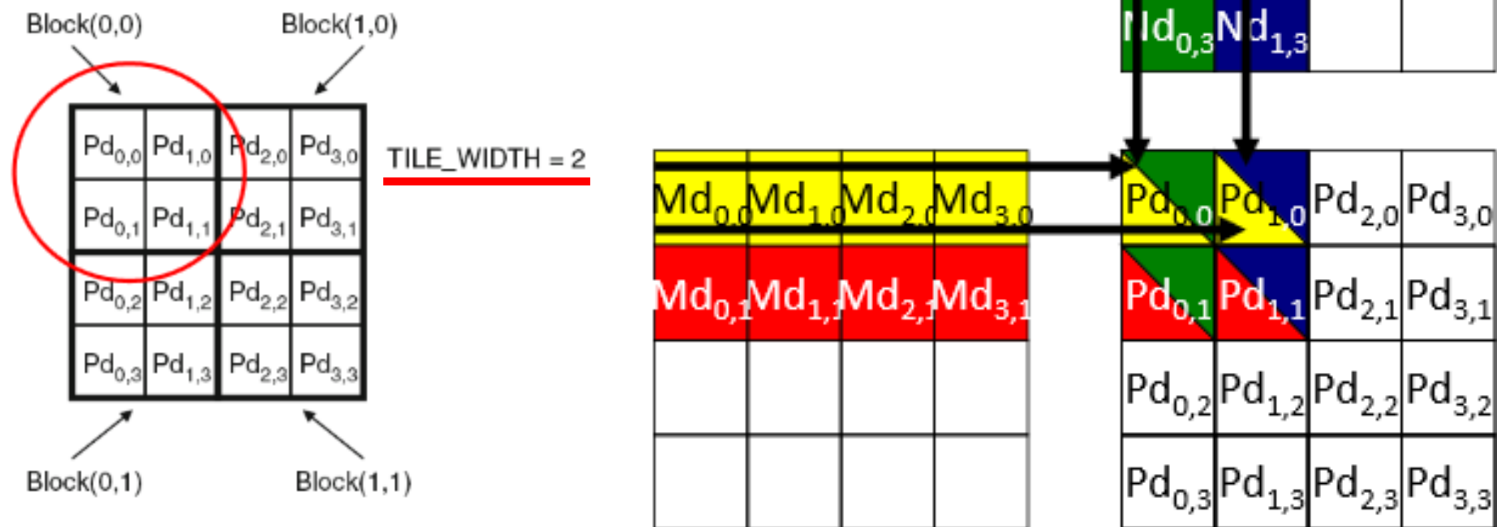 Block(0,0) Block(1,0)
Pd0,0 Pd1,0 Pd2,0 Pd3,0
Pd0,1 Pd1,1 Pd2,1 Pd3,1
Pd0,2 Pd1,2 Pd2,2 Pd3,2
Pd0,3 Pd1,3 Pd2,3 Pd3,3
Block(0,1) Block(1,1)
TILE_WIDTH = 2
Nd0,3 Nd1,3
Md0,0 Md1,0 Md2,0 Md3,0
Md0,1 Md1,1 Md2,1 Md3,1
Pd0,0 Pd1,0 Pd2,0 Pd3,0
Pd0,1 Pd1,1 Pd2,1 Pd3,1
Pd0,2 Pd1,2 Pd2,2 Pd3,2
Pd0,3 Pd1,3 Pd2,3 Pd3,3